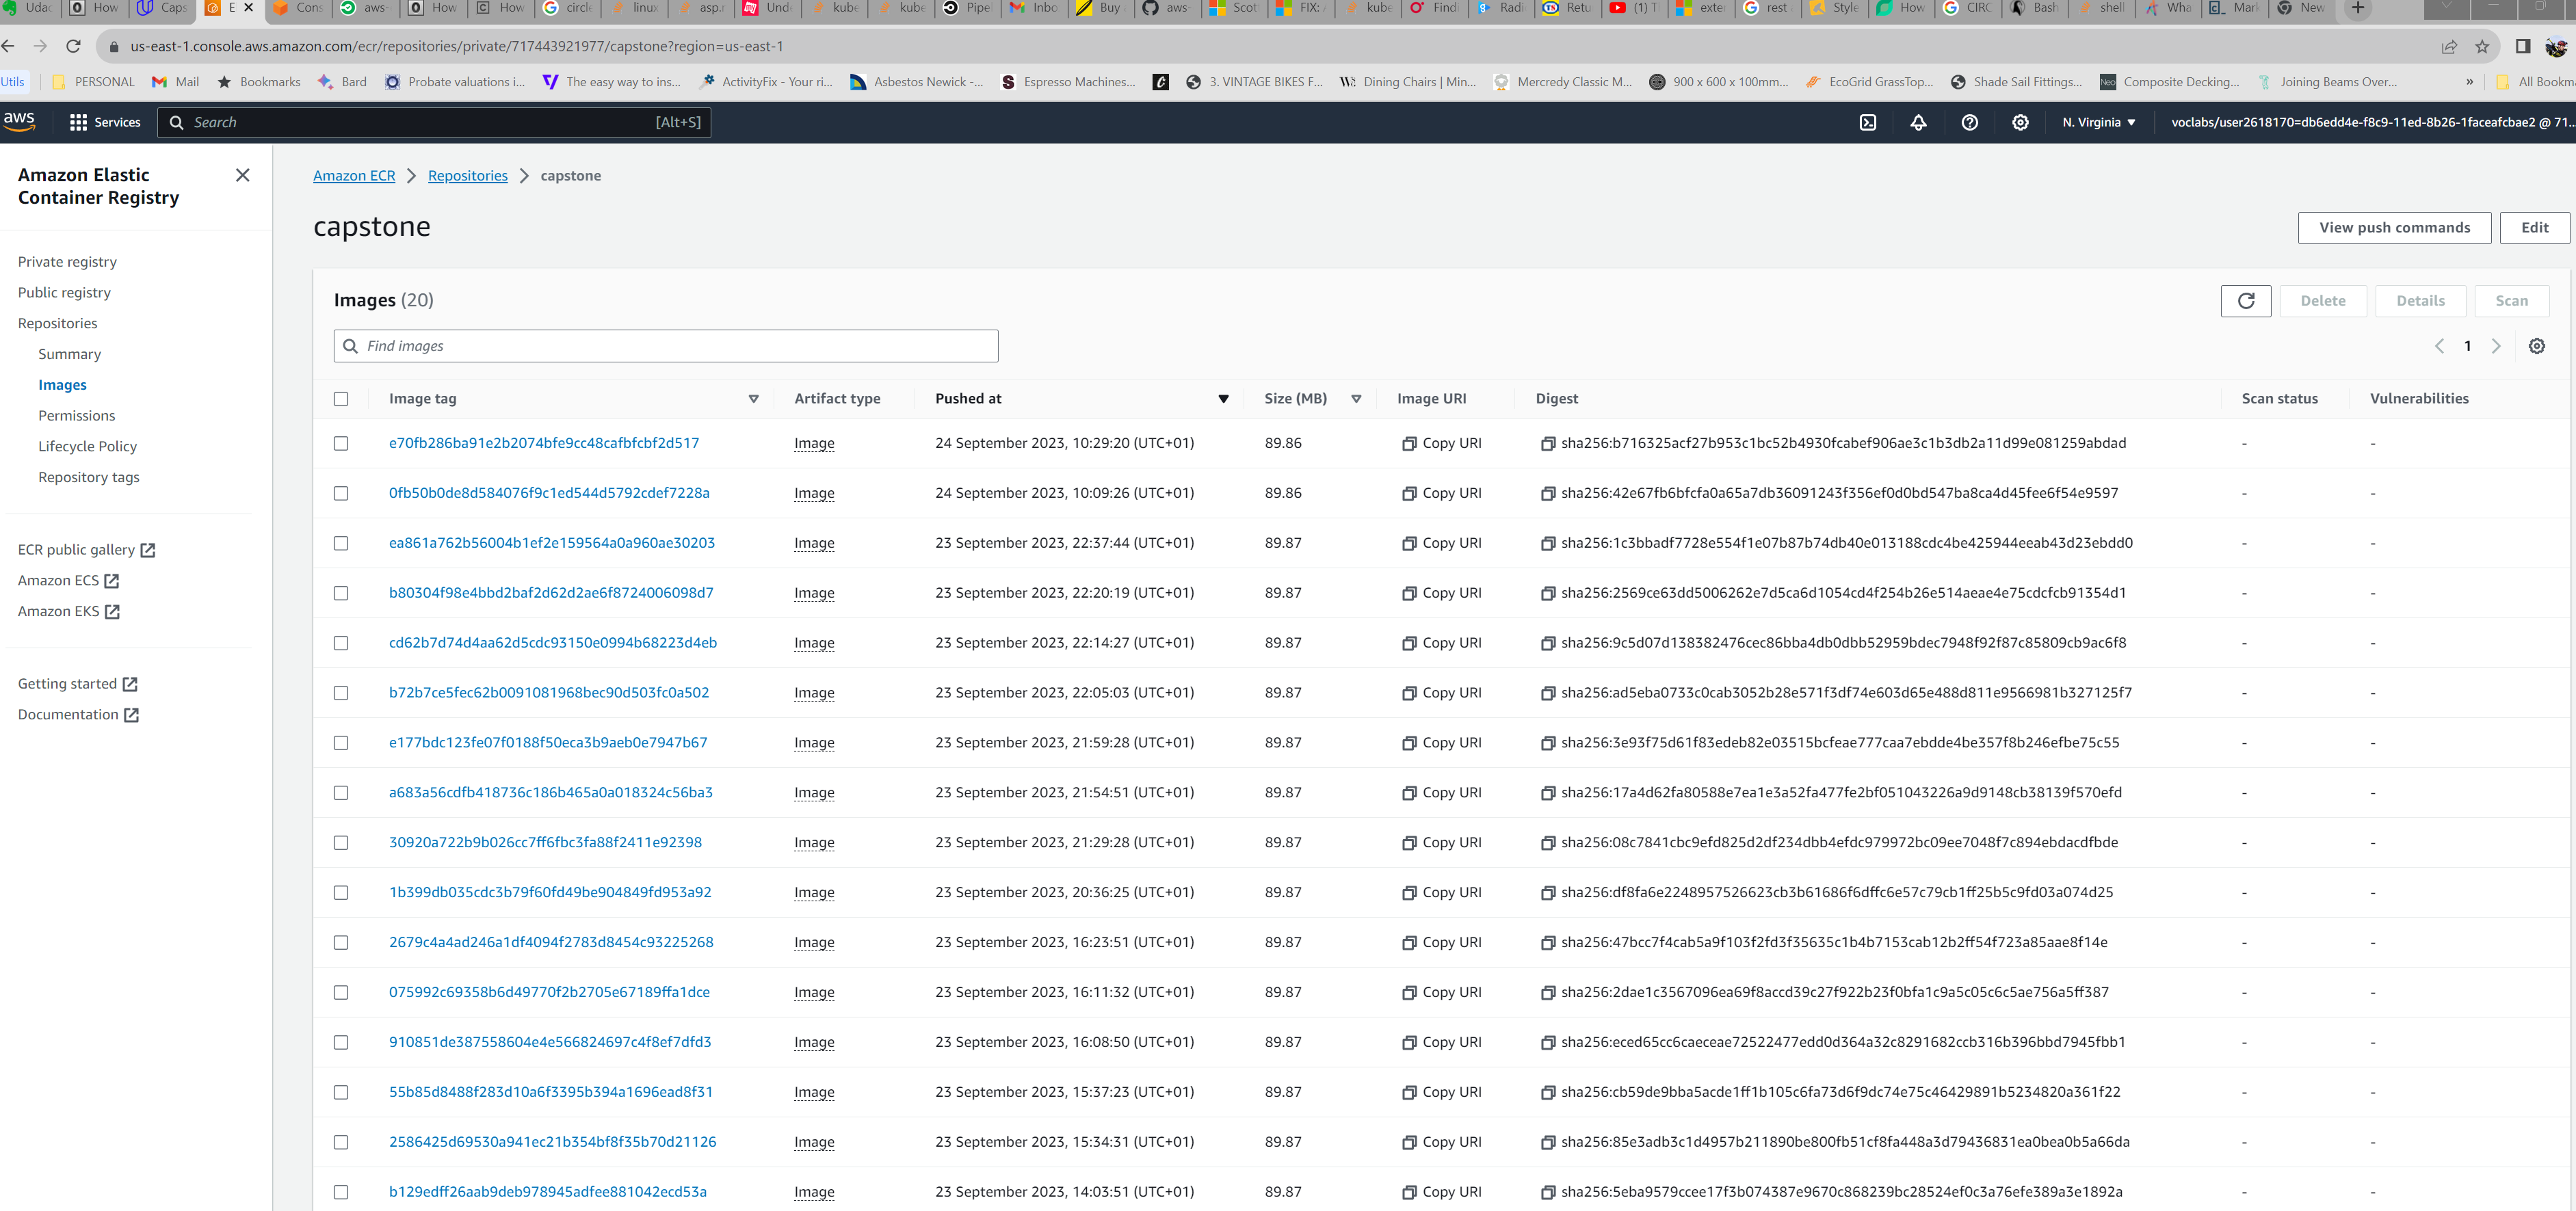 Udac How Caps E Cons aws- How How circle linux asp.n Unde kube kube Pipel Inbo Buy aws- Scott FIX: A kube Findi Radi Retu (1) Tl exter rest Style How CIRC Bash shell Wha Mark New
us-east-1.console.aws.amazon.com/ecr/repositories/private/717443921977/capstone?region=us-east-1
Utils PERSONAL Mail Bookmarks Bard Probate valuations i... The easy way to ins... ActivityFix - Your ri... Asbestos Newick -... Espresso Machines... 3. VINTAGE BIKES F... Dining Chairs | Min... Mercredy Classic M... 900 x 600 x 100mm... EcoGrid GrassTop... Shade Sail Fittings... Composite Decking... Joining Beams Over... » All Bookm
aws Services Search [Alt+S] N. Virginia voclabs/user2618170=db6edd4e-f8c9-11ed-8b26-1faceafcbae2 @ 71...
Amazon Elastic
Container Registry
Private registry
Public registry
Repositories
Summary
Images
Permissions
Lifecycle Policy
Repository tags
ECR public gallery
Amazon ECS
Amazon EKS
Getting started
Documentation
Amazon ECR > Repositories > capstone
capstone
View push commands Edit
Images (20)
Delete Details Scan
Find images
1
Image tag Artifact type Pushed at Size (MB) Image URI Digest Scan status Vulnerabilities
e70fb286ba91e2b2074bfe9cc48cafbfcbf2d517 Image 24 September 2023, 10:29:20 (UTC+01) 89.86 Copy URI sha256:b716325acf27b953c1bc52b4930fcabef906ae3c1b3db2a11d99e081259abdad - -
0fb50b0de8d584076f9c1ed544d5792cdef7228a Image 24 September 2023, 10:09:26 (UTC+01) 89.86 Copy URI sha256:42e67fb6bfcfa0a65a7db36091243f356ef0d0bd547ba8ca4d45fee6f54e9597 - -
ea861a762b56004b1ef2e159564a0a960ae30203 Image 23 September 2023, 22:37:44 (UTC+01) 89.87 Copy URI sha256:1c3bbadf7728e554f1e07b87b74db40e013188cdc4be425944eeab43d23ebdd0 - -
b80304f98e4bbd2baf2d62d2ae6f8724006098d7 Image 23 September 2023, 22:20:19 (UTC+01) 89.87 Copy URI sha256:2569ce63dd5006262e7d5ca6d1054cd4f254b26e514aeae4e75cdcfcb91354d1 - -
cd62b7d74d4aa62d5cdc93150e0994b68223d4eb Image 23 September 2023, 22:14:27 (UTC+01) 89.87 Copy URI sha256:9c5d07d138382476cec86bba4db0dbb52959bdec7948f92f87c85809cb9ac6f8 - -
b72b7ce5fec62b0091081968bec90d503fc0a502 Image 23 September 2023, 22:05:03 (UTC+01) 89.87 Copy URI sha256:ad5eba0733c0cab3052b28e571f3df74e603d65e488d811e9566981b327125f7 - -
e177bdc123fe07f0188f50eca3b9aeb0e7947b67 Image 23 September 2023, 21:59:28 (UTC+01) 89.87 Copy URI sha256:3e93f75d61f83edeb82e03515bcfeae777caa7ebdde4be357f8b246efbe75c55 - -
a683a56cdfb418736c186b465a0a018324c56ba3 Image 23 September 2023, 21:54:51 (UTC+01) 89.87 Copy URI sha256:17a4d62fa80588e7ea1e3a52fa477fe2bf051043226a9d9148cb38139f570efd - -
30920a722b9b026cc7ff6fbc3fa88f2411e92398 Image 23 September 2023, 21:29:28 (UTC+01) 89.87 Copy URI sha256:08c7841cbc9efd825d2df234dbb4efdc979972bc09ee7048f7c894ebdacdfbde - -
1b399db035cdc3b79f60fd49be904849fd953a92 Image 23 September 2023, 20:36:25 (UTC+01) 89.87 Copy URI sha256:df8fa6e2248957526623cb3b61686f6dffc6e57c79cb1ff25b5c9fd03a074d25 - -
2679c4a4ad246a1df4094f2783d8454c93225268 Image 23 September 2023, 16:23:51 (UTC+01) 89.87 Copy URI sha256:47bcc7f4cab5a9f103f2fd3f35635c1b4b7153cab12b2ff54f723a85aae8f14e - -
075992c69358b6d49770f2b2705e67189ffa1dce Image 23 September 2023, 16:11:32 (UTC+01) 89.87 Copy URI sha256:2dae1c3567096ea69f8accd39c27f922b23f0bfa1c9a5c05c6c5ae756a5ff387 - -
910851de387558604e4e566824697c4f8ef7dfd3 Image 23 September 2023, 16:08:50 (UTC+01) 89.87 Copy URI sha256:eced65cc6caeceae72522477edd0d364a32c8291682ccb316b396bbd7945fbb1 - -
55b85d8488f283d10a6f3395b394a1696ead8f31 Image 23 September 2023, 15:37:23 (UTC+01) 89.87 Copy URI sha256:cb59de9bba5acde1ff1b105c6fa73d6f9dc74e75c46429891b5234820a361f22 - -
2586425d69530a941ec21b354bf8f35b70d21126 Image 23 September 2023, 15:34:31 (UTC+01) 89.87 Copy URI sha256:85e3adb3c1d4957b211890be800fb51cf8fa448a3d79436831ea0bea0b5a66da - -
b129edff26aab9deb978945adfee881042ecd53a Image 23 September 2023, 14:03:51 (UTC+01) 89.87 Copy URI sha256:5eba9579ccee17f3b074387e9670c868239bc28524ef0c3a76efe389a3e1892a - -